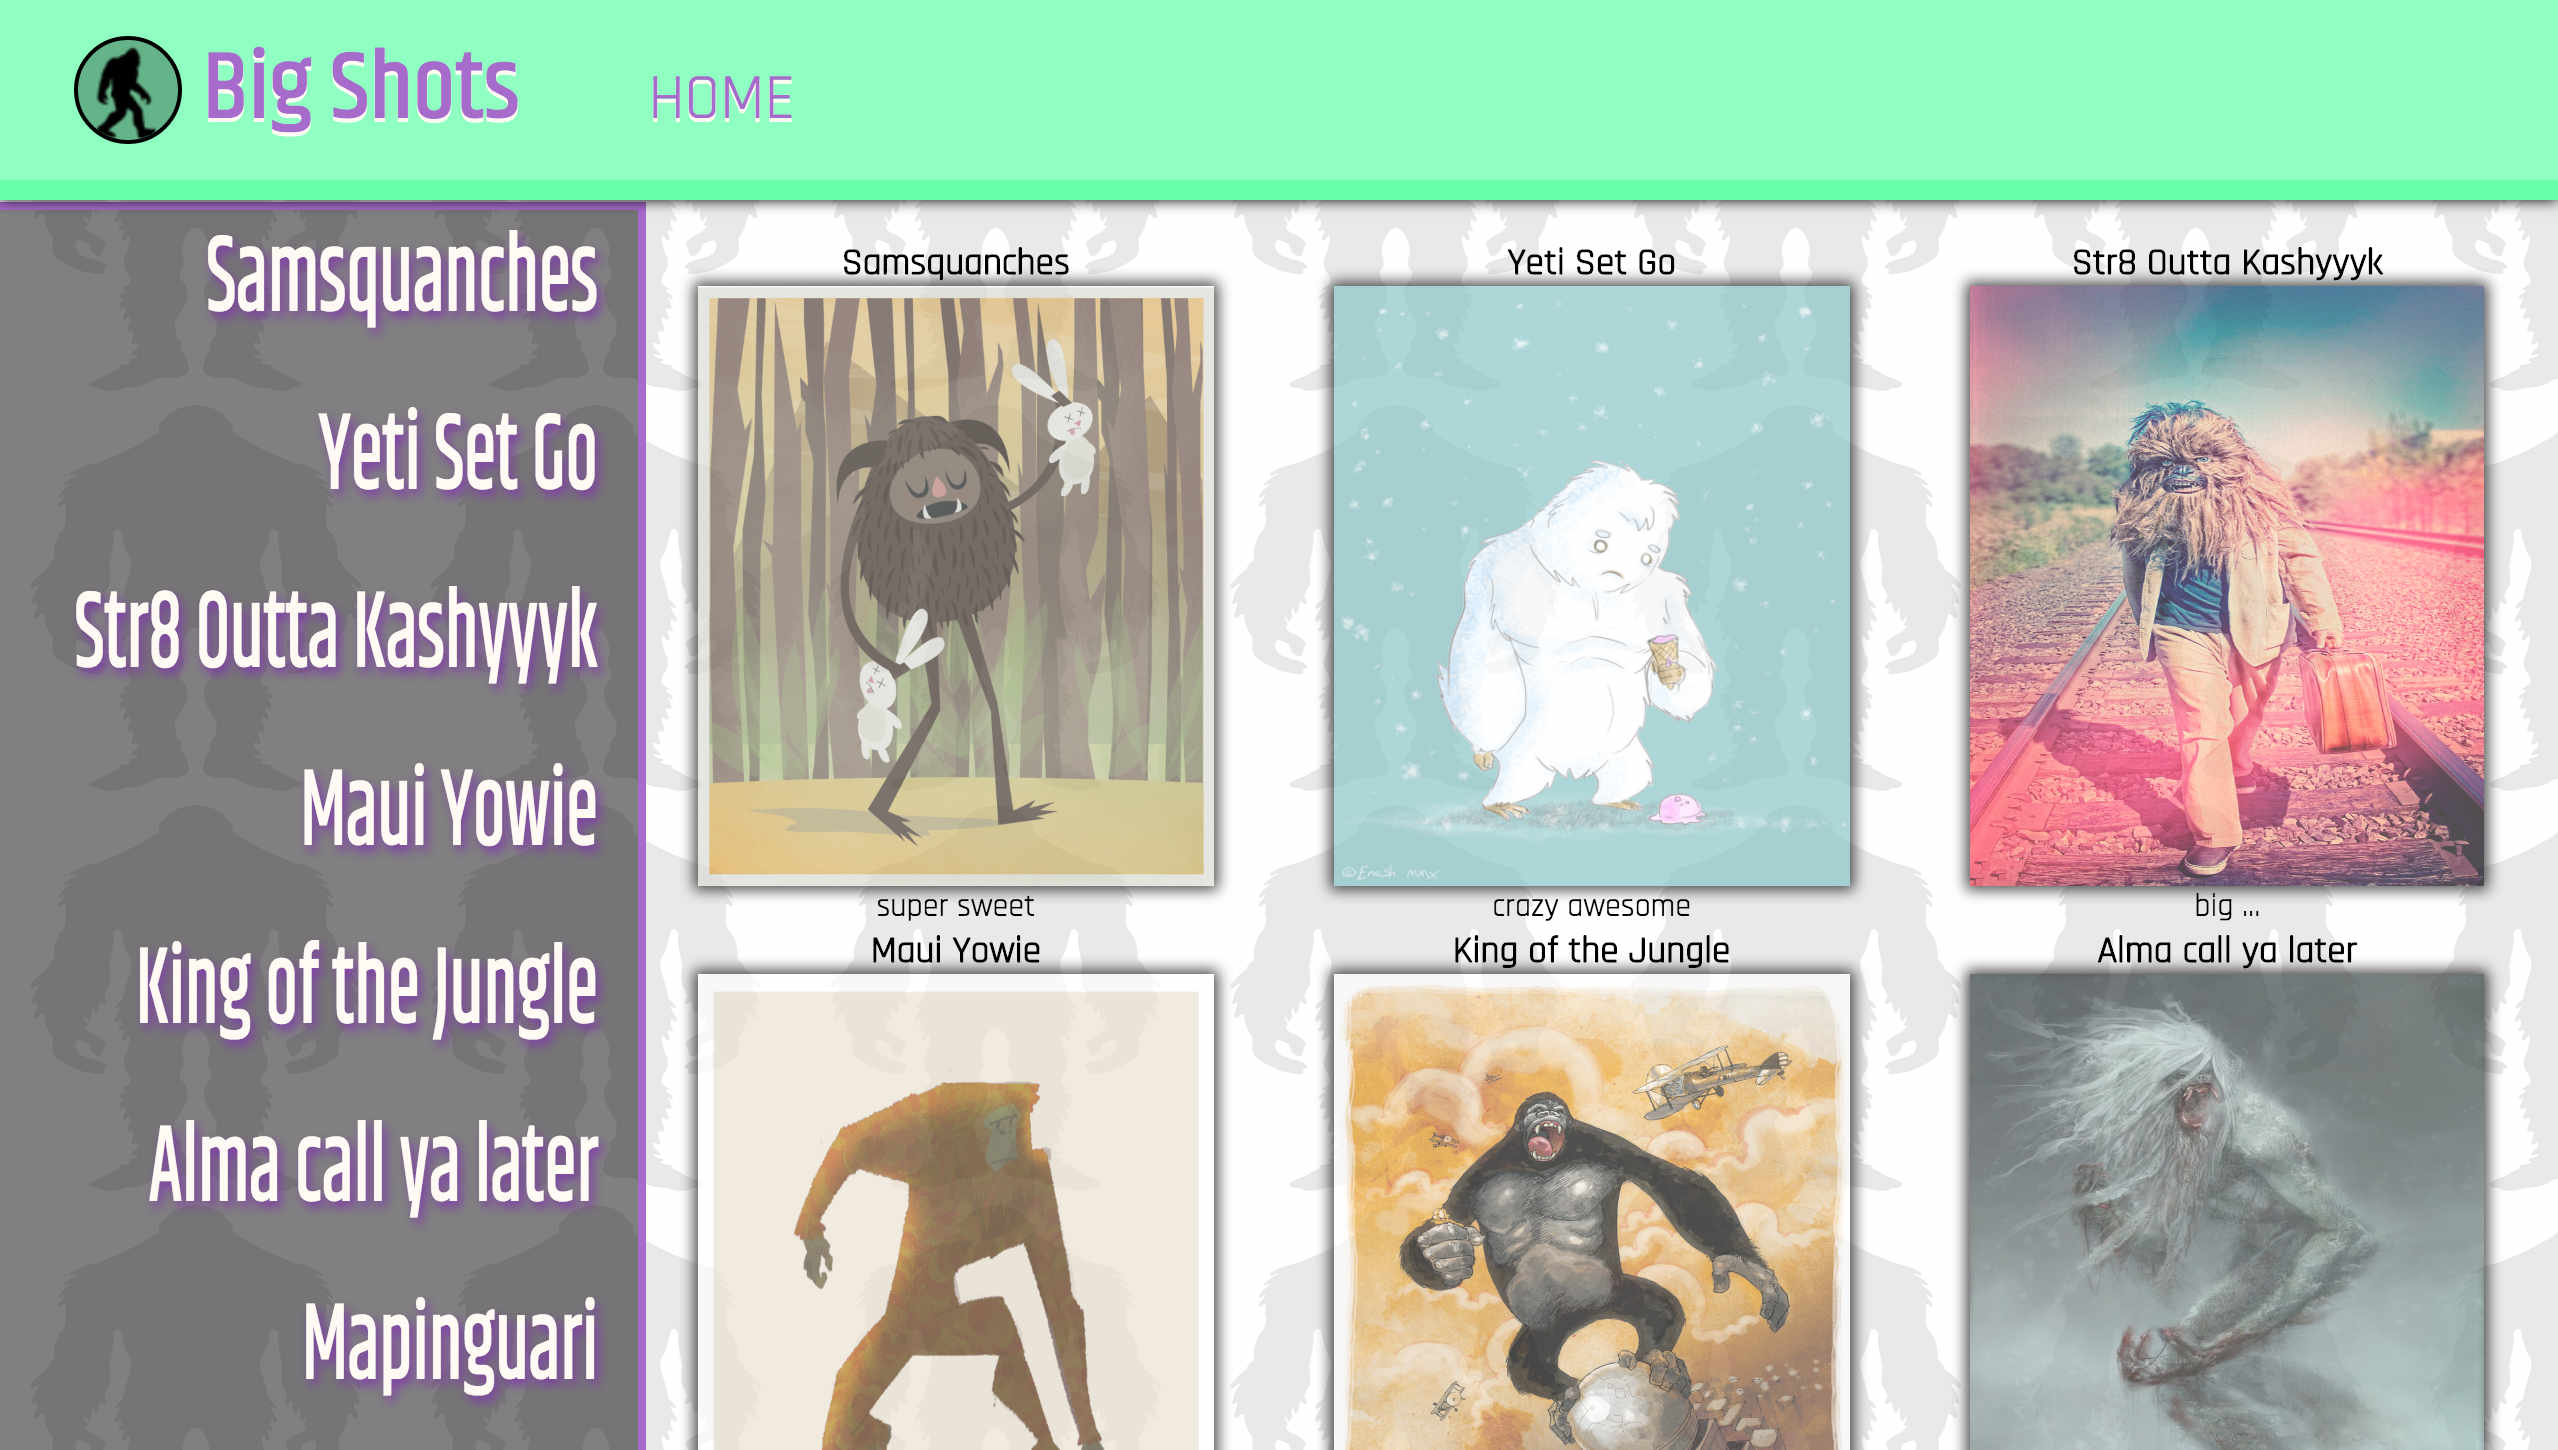 Big Shots
HOME
Samsquanches
Yeti Set Go
Str8 Outta Kashyyyk
Maui Yowie
King of the Jungle
Alma call ya later
Mapinguari
Samsquanches
super sweet
Yeti Set Go
crazy awesome
Str8 Outta Kashyyyk
big ...
Maui Yowie
King of the Jungle
Alma call ya later